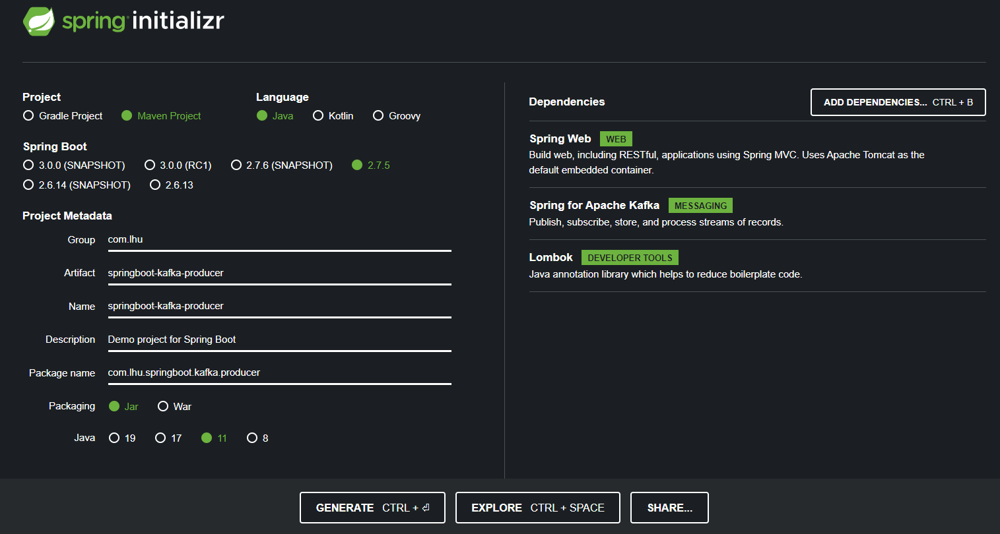 spring initializr
Project
Gradle Project Maven Project
Language
Java Kotlin Groovy
Spring Boot
3.0.0 (SNAPSHOT) 3.0.0 (RC1) 2.7.6 (SNAPSHOT) 2.7.5
2.6.14 (SNAPSHOT) 2.6.13
Project Metadata
Group com.lhu
Artifact springboot-kafka-producer
Name springboot-kafka-producer
Description Demo project for Spring Boot
Package name com.lhu.springboot.kafka.producer
Packaging Jar War
Java 19 17 11 8
Dependencies
ADD DEPENDENCIES... CTRL + B
Spring Web WEB
Build web, including RESTful, applications using Spring MVC. Uses Apache Tomcat as the
default embedded container.
Spring for Apache Kafka MESSAGING
Publish, subscribe, store, and process streams of records.
Lombok DEVELOPER TOOLS
Java annotation library which helps to reduce boilerplate code.
GENERATE CTRL + ⏎
EXPLORE CTRL + SPACE
SHARE...